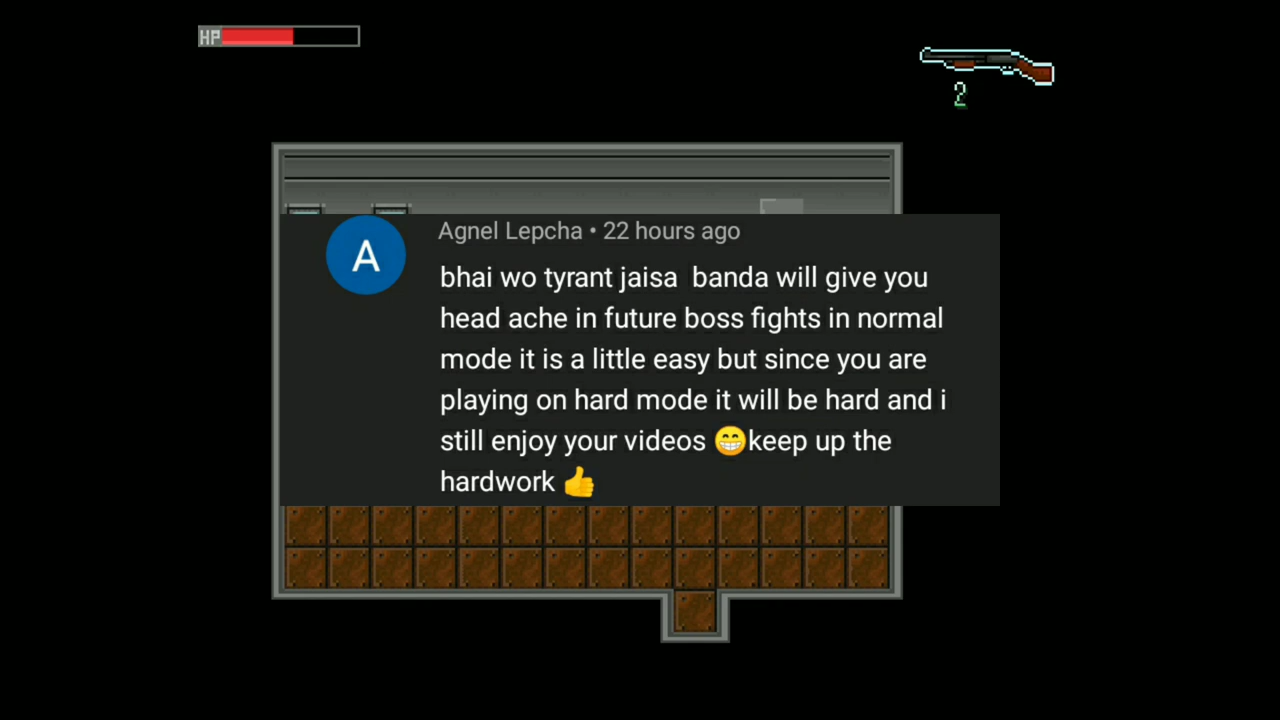 HP
2
Agnel Lepcha • 22 hours ago
A
bhai wo tyrant jaisa banda will give you
head ache in future boss fights in normal
mode it is a little easy but since you are
playing on hard mode it will be hard and i
still enjoy your videos 😁keep up the
hardwork 👍